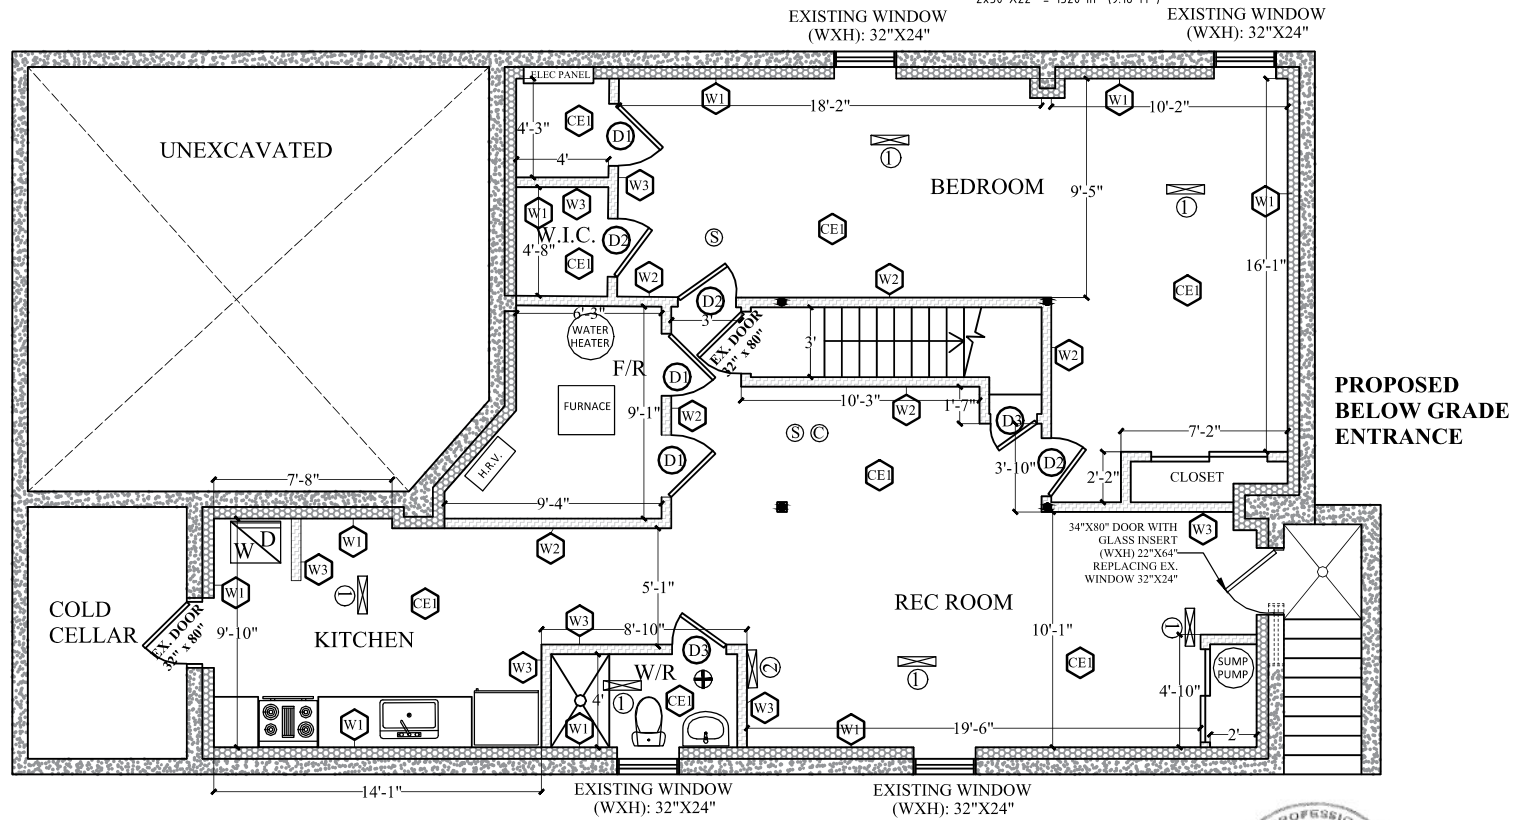 EXISTING WINDOW
(WXH): 32"X24"
EXISTING WINDOW
(WXH): 32"X24"
ELEC PANEL
W1
W1
18'-2"
10'-2"
CE1
4'-3"
D1
4'
UNEXCAVATED
1
BEDROOM
9'-5"
W3
W3
W1
1
W1
W.I.C.
D2
4'-8"
CE1
S
CE1
16'-1"
W2
W2
CE1
D2
6'-3"
3'
WATER
HEATER
EX. DOOR
32" x 80"
3'
W2
F/R
D1
FURNACE
9'-1"
W2
10'-3"
W2
1'-7"
D3
PROPOSED
BELOW GRADE
ENTRANCE
S C
7'-2"
H.R.V.
D1
CE1
3'-10"
D2
2'-2"
CLOSET
7'-8"
9'-4"
W D
W1
W2
W3
34"X80" DOOR WITH
GLASS INSERT
(WXH) 22"X64"
REPLACING EX.
WINDOW 32"X24"
W3
W1
1
CE1
5'-1"
REC ROOM
COLD
CELLAR
EX. DOOR
32" x 80"
9'-10"
KITCHEN
W3
8'-10"
10'-1"
1
D3
W3
W/R
2
1
CE1
SUMP
PUMP
4'-10"
4'
1
CE1
W3
W1
W1
W1
19'-6"
2'
14'-1"
EXISTING WINDOW
(WXH): 32"X24"
EXISTING WINDOW
(WXH): 32"X24"